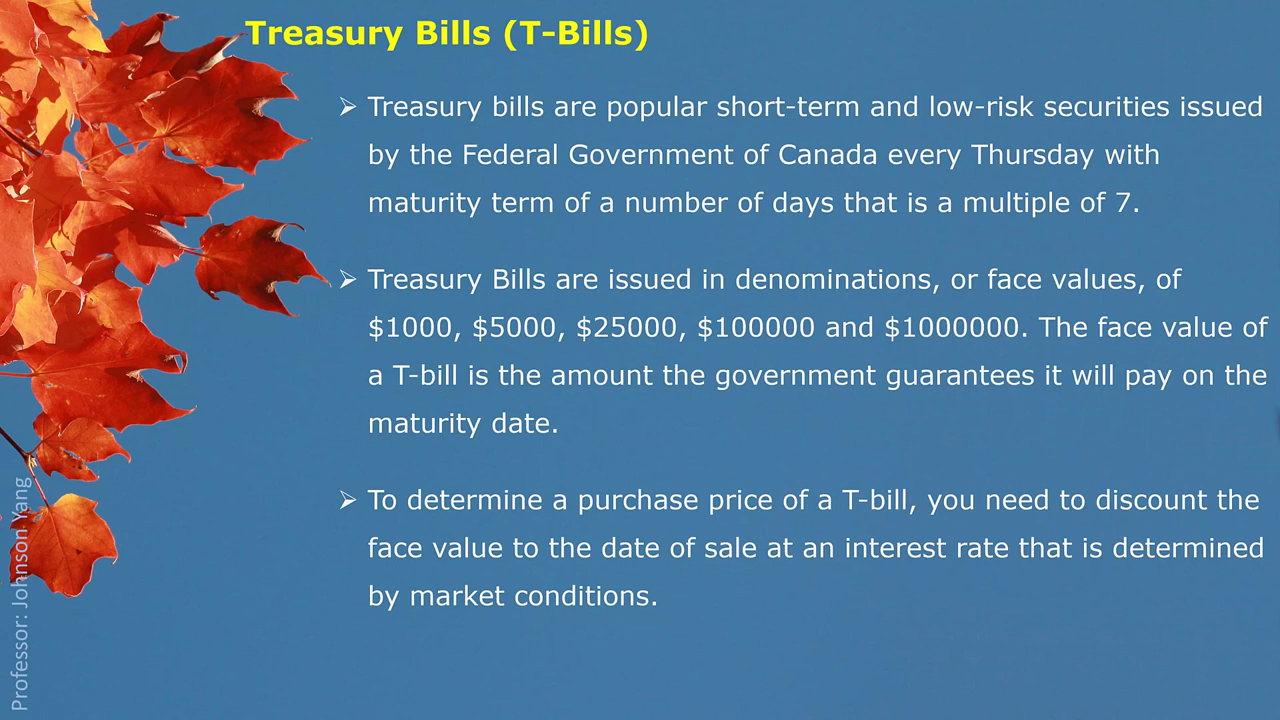 Treasury Bills (T-Bills)
➢ Treasury bills are popular short-term and low-risk securities issued
by the Federal Government of Canada every Thursday with
maturity term of a number of days that is a multiple of 7.
➢ Treasury Bills are issued in denominations, or face values, of
$1000, $5000, $25000, $100000 and $1000000. The face value of
a T-bill is the amount the government guarantees it will pay on the
maturity date.
➢ To determine a purchase price of a T-bill, you need to discount the
face value to the date of sale at an interest rate that is determined
by market conditions.
Professor: Johnson Yang